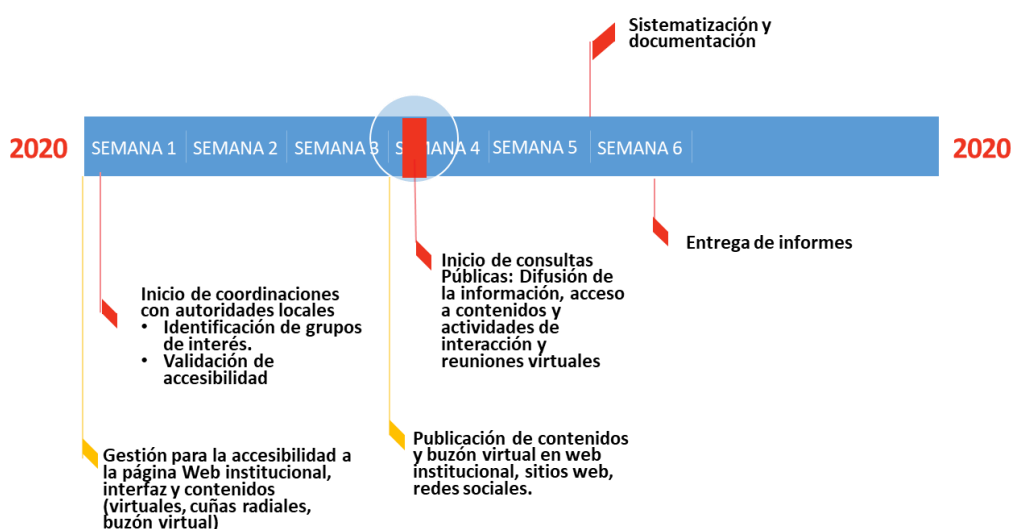 Sistematización y
documentación
2020
SEMANA 1
SEMANA 2
SEMANA 3
SEMANA 4
SEMANA 5
SEMANA 6
2020
Entrega de informes
Inicio de consultas
Públicas: Difusión de
la información, acceso
a contenidos y
actividades de
interacción y
reuniones virtuales
Inicio de coordinaciones
con autoridades locales
• Identificación de grupos
de interés.
• Validación de
accesibilidad
Publicación de contenidos
y buzón virtual en web
institucional, sitios web,
redes sociales.
Gestión para la accesibilidad a
la página Web institucional,
interfaz y contenidos
(virtuales, cuñas radiales,
buzón virtual)